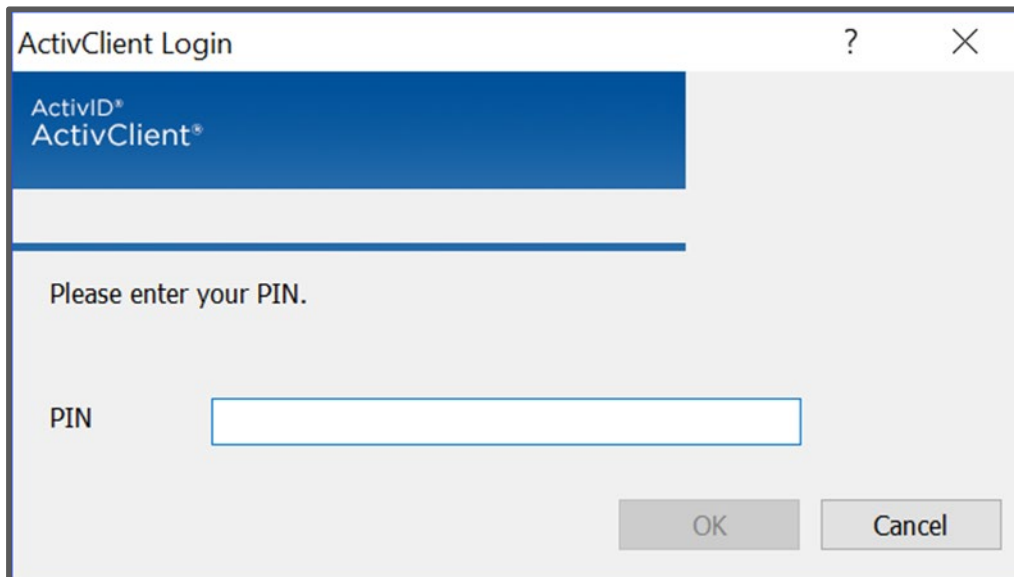 ActivClient Login ?
ActivID®
ActivClient®
Please enter your PIN.
PIN
OK Cancel